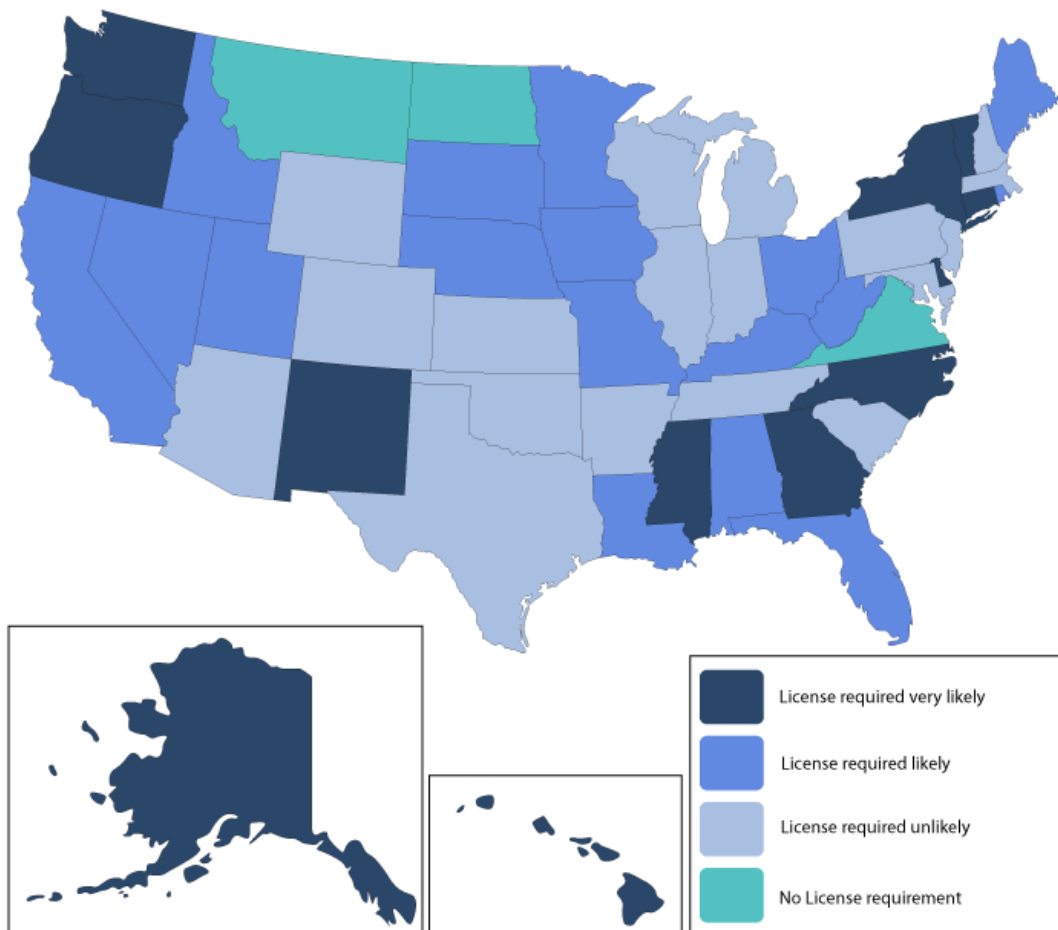 License required very likely
License required likely
License required unlikely
No License requirement